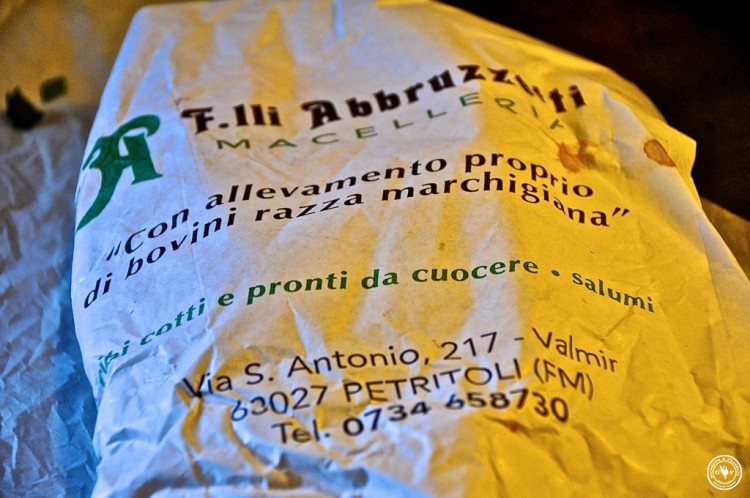 F.lli Abbruzzetti
MACELLERIA
"Con allevamento proprio
di bovini razza marchigiana"
cotti e pronti da cuocere • salumi
Via S. Antonio, 217 - Valmir
63027 PETRITOLI (FM)
Tel. 0734 658730